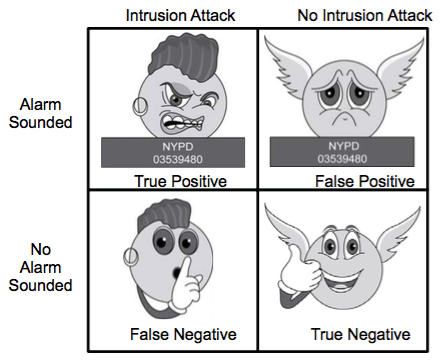 Intrusion Attack
No Intrusion Attack
Alarm
Sounded
NYPD
03539480
True Positive
NYPD
03539480
False Positive
No
Alarm
Sounded
False Negative
True Negative